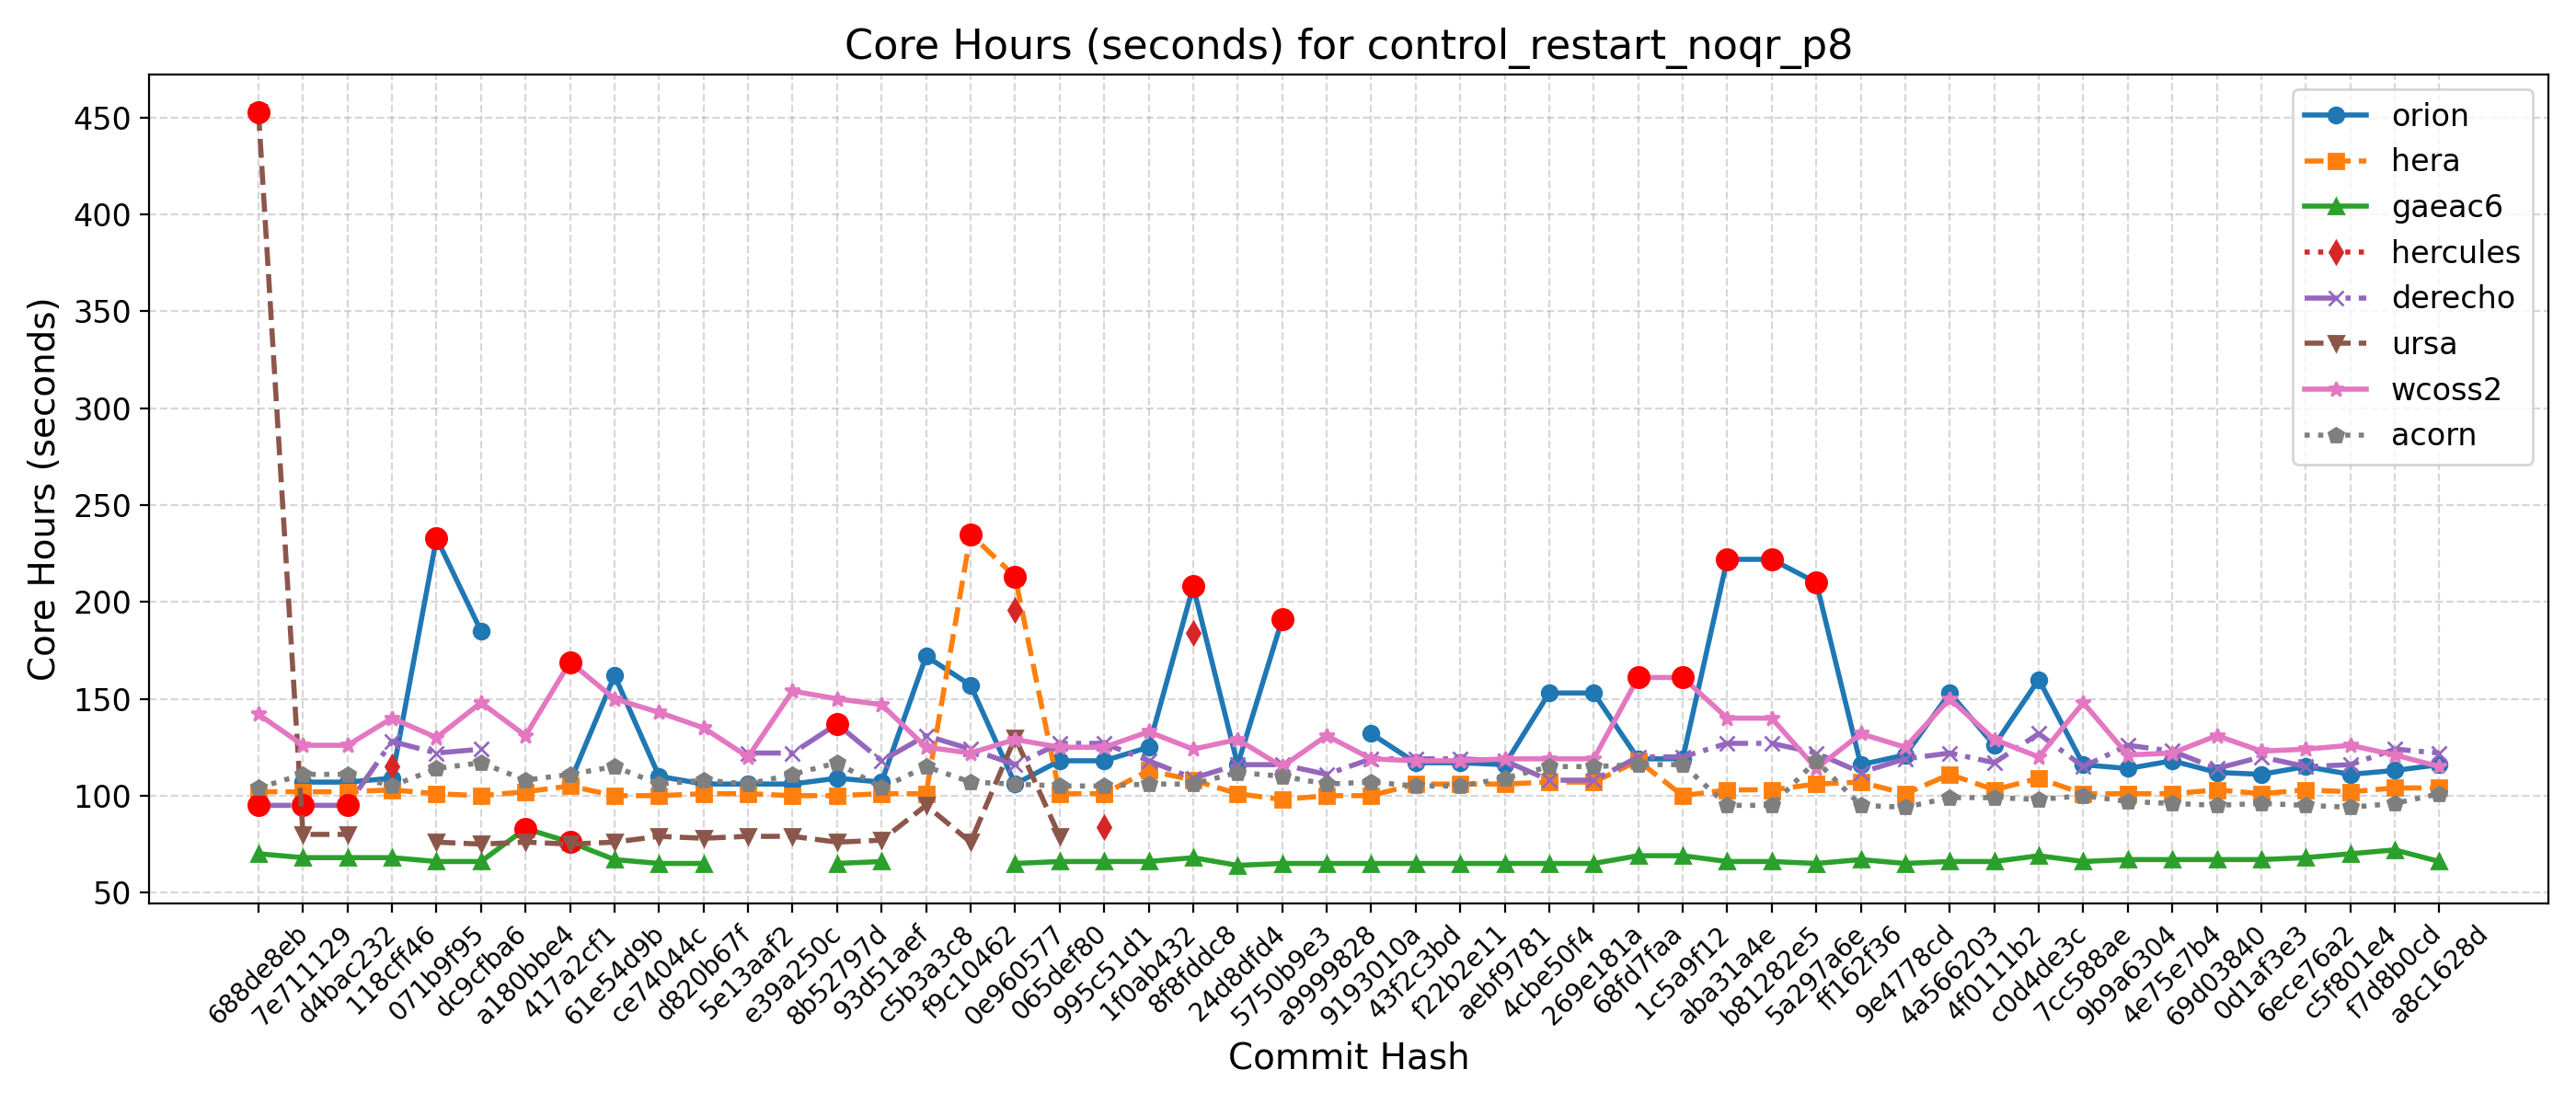 Core Hours (seconds) for control_restart_noqr_p8
Core Hours (seconds)
450
400
350
300
250
200
150
100
50
orion
hera
gaeac6
hercules
derecho
ursa
wcoss2
acorn
688de8eb
7e711129
d4bac232
118cff46
071b9f95
dc9cfba6
a180bbe4
417a2cf1
61e54d9b
ce74044c
d820b67f
5e13aaf2
e39a250c
8b52797d
93d51aef
c5b3a3c8
f9c10462
0e960577
065def80
995c51d1
1f0ab432
8f8fddc8
24d8dfd4
5750b9e3
a9999828
9193010a
43f2c3bd
f22b2e11
aebf9781
4cbe50f4
269e181a
68fd7faa
1c5a9f12
aba31a4e
b81282e5
5a297a6e
ff162f36
9e4778cd
4a566203
4f0111b2
c0d4de3c
7cc588ae
9b9a6304
4e75e7b4
69d03840
0d1af3e3
6ece76a2
c5f801e4
f7d8b0cd
a8c1628d
Commit Hash